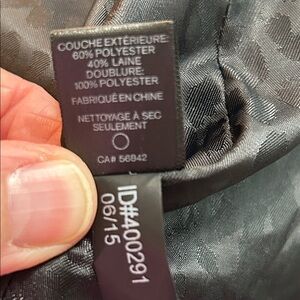 COUCHE EXTÉRIEURE:
60% POLYESTER
40% LAINE
DOUBLURE:
100% POLYESTER
FABRIQUÉ EN CHINE
NETTOYAGE À SEC
SEULEMENT
CA# 56842
ID#400291
06/15